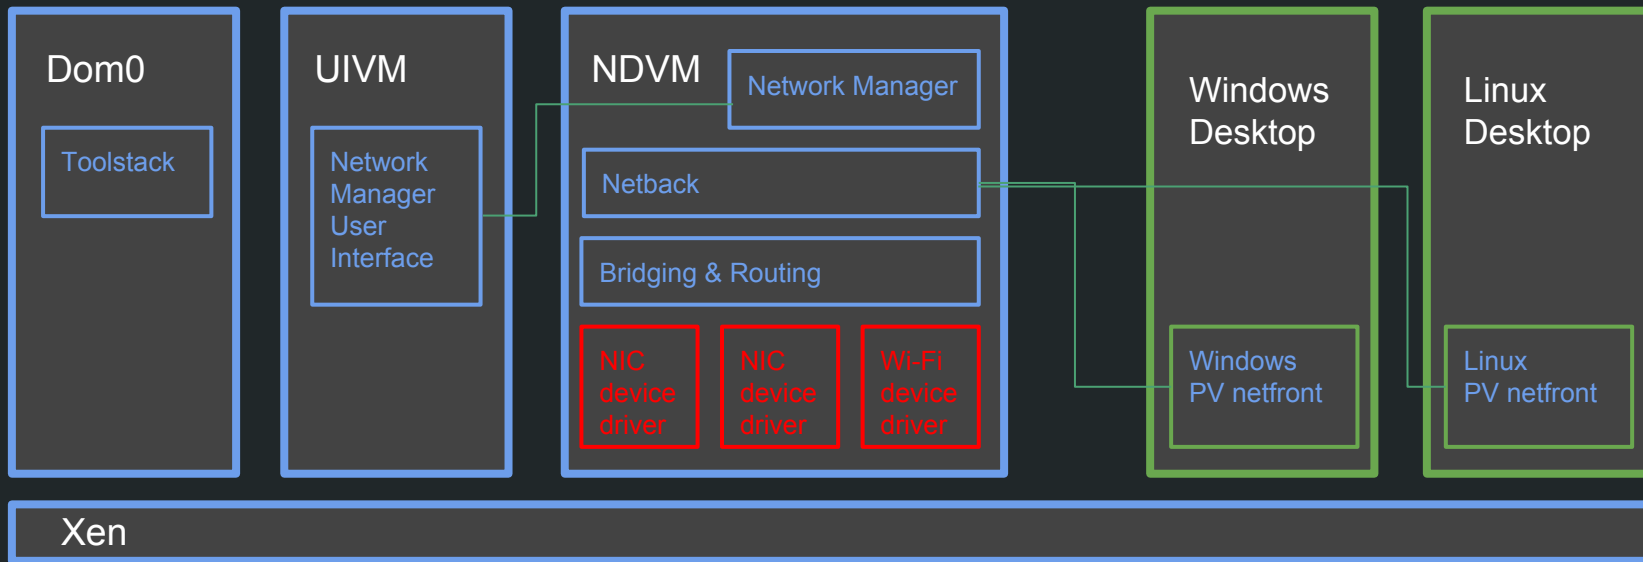 Dom0
Toolstack
UIVM
Network
Manager
User
Interface
NDVM
Network Manager
Netback
Bridging & Routing
NIC
device
driver
NIC
device
driver
Wi-Fi
device
driver
Windows
Desktop
Windows
PV netfront
Linux
Desktop
Linux
PV netfront
Xen